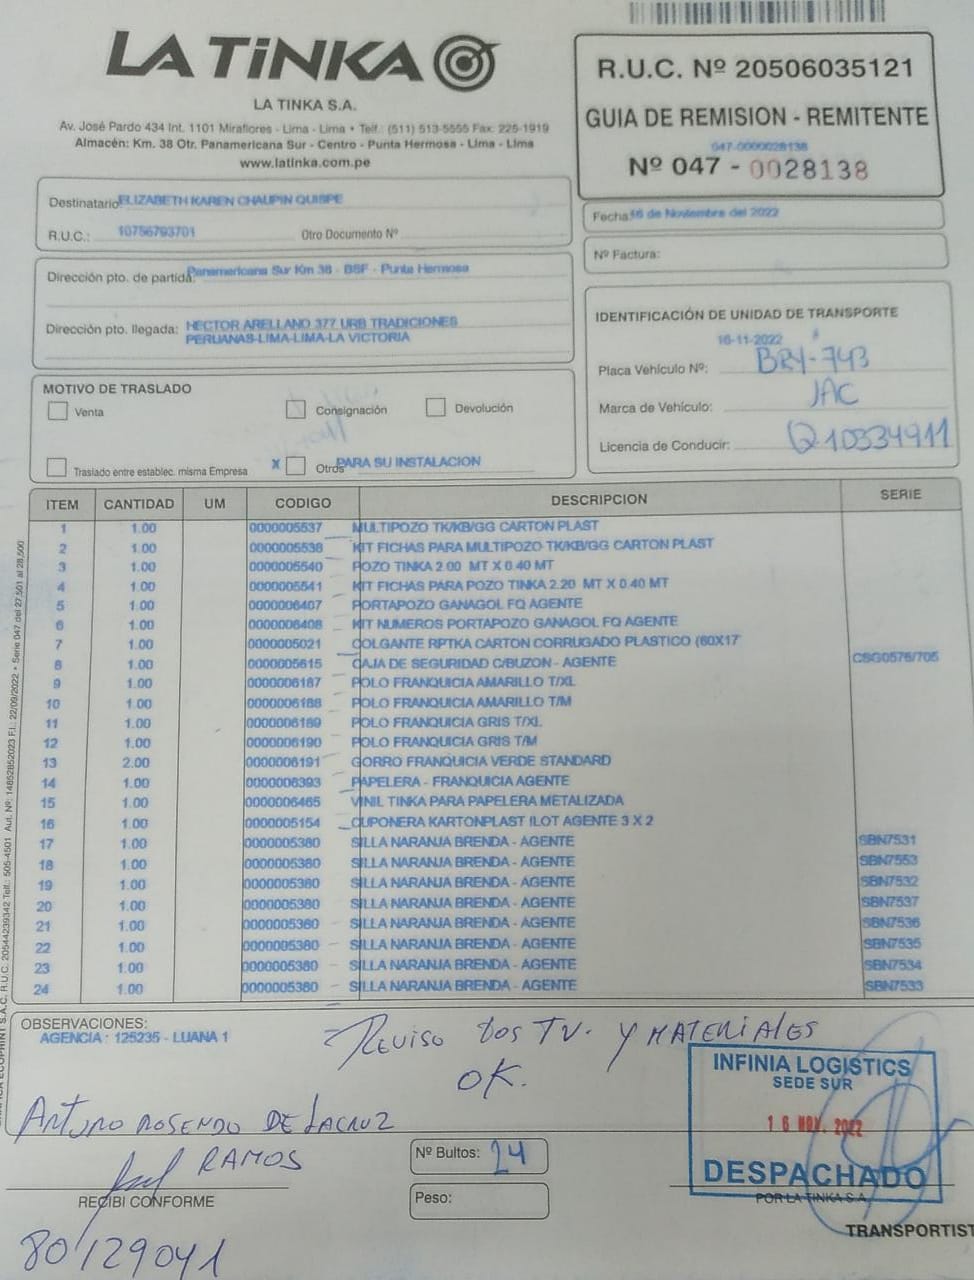 LA TiNKA
LA TINKA S.A.
Av. José Pardo 434 Int. 1101 Miraflores - Lima - Lima • Telf.: (511) 513-5555 Fax: 225-1919
Almacén: Km. 38 Otr. Panamericana Sur - Centro - Punta Hermosa - Lima - Lima
www.latinka.com.pe
R.U.C. Nº 20506035121
GUIA DE REMISION - REMITENTE
047-0000028138
Nº 047 - 0028138
Destinatario ELIZABETH KAREN CHAUPIN QUISPE
R.U.C.: 10756793701 Otro Documento Nº
Fecha: 16 de Noviembre del 2022
Nº Factura:
Dirección pto. de partida: Panamericana Sur Km 38 - BSF - Punta Hermosa
Dirección pto. llegada: HECTOR ARELLANO 377 URB TRADICIONES
PERUANAS-LIMA-LIMA-LA VICTORIA
IDENTIFICACIÓN DE UNIDAD DE TRANSPORTE
16-11-2022
Placa Vehículo Nº: BRY-743
Marca de Vehículo: JAC
Licencia de Conducir: Q10334911
MOTIVO DE TRASLADO
Venta Consignación Devolución
Traslado entre establec. misma Empresa X Otros PARA SU INSTALACION
ITEM CANTIDAD UM CODIGO DESCRIPCION SERIE
1 1.00 0000005537 MULTIPOZO TK/KB/GG CARTON PLAST
2 1.00 0000005538 KIT FICHAS PARA MULTIPOZO TK/KB/GG CARTON PLAST
3 1.00 0000005540 POZO TINKA 2.00 MT X 0.40 MT
4 1.00 0000005541 KIT FICHAS PARA POZO TINKA 2.20 MT X 0.40 MT
5 1.00 0000006407 PORTAPOZO GANAGOL FQ AGENTE
6 1.00 0000006408 KIT NUMEROS PORTAPOZO GANAGOL FQ AGENTE
7 1.00 0000005021 COLGANTE RPTKA CARTON CORRUGADO PLASTICO (60X17
8 1.00 0000005615 CAJA DE SEGURIDAD C/BUZON - AGENTE CSG0576/705
9 1.00 0000006187 POLO FRANQUICIA AMARILLO T/XL
10 1.00 0000006188 POLO FRANQUICIA AMARILLO T/M
11 1.00 0000006189 POLO FRANQUICIA GRIS T/XL
12 1.00 0000006190 POLO FRANQUICIA GRIS T/M
13 2.00 0000006191 GORRO FRANQUICIA VERDE STANDARD
14 1.00 0000006393 PAPELERA - FRANQUICIA AGENTE
15 1.00 0000006465 VINIL TINKA PARA PAPELERA METALIZADA
16 1.00 0000005154 CUPONERA KARTONPLAST ILOT AGENTE 3 X 2
17 1.00 0000005380 SILLA NARANJA BRENDA - AGENTE SBN7531
18 1.00 0000005380 SILLA NARANJA BRENDA - AGENTE SBN7553
19 1.00 0000005380 SILLA NARANJA BRENDA - AGENTE SBN7532
20 1.00 0000005380 SILLA NARANJA BRENDA - AGENTE SBN7537
21 1.00 0000005380 SILLA NARANJA BRENDA - AGENTE SBN7536
22 1.00 0000005380 SILLA NARANJA BRENDA - AGENTE SBN7535
23 1.00 0000005380 SILLA NARANJA BRENDA - AGENTE SBN7534
24 1.00 0000005380 SILLA NARANJA BRENDA - AGENTE SBN7533
OBSERVACIONES:
AGENCIA : 125235 - LUANA 1
REVISO DOS TV. Y MATERIALES
OK.
INFINIA LOGISTICS
SEDE SUR
16 NOV. 2022
DESPACHADO
POR LA TINKA S.A.
TRANSPORTIST
ARTURO ROSENDO DE LACRUZ
RAMOS
RECIBI CONFORME
80129041
Nº Bultos: 24
Peso:
R.U.C. 20544239342 Telf.: 505-4501 Aut. Nº: 14852852023 F.I.: 22/09/2022 • Serie 047 del 27,501 al 28,500